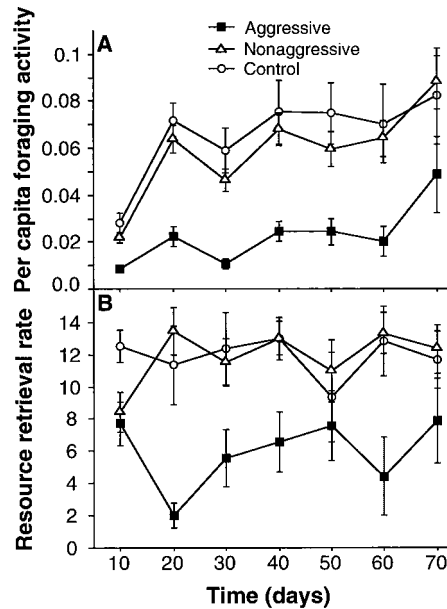 Aggressive
Nonaggressive
Control
A
Per capita foraging activity
0.1
0.08
0.06
0.04
0.02
0.0
B
Resource retrieval rate
14
12
10
8
6
4
2
0
10 20 30 40 50 60 70
Time (days)